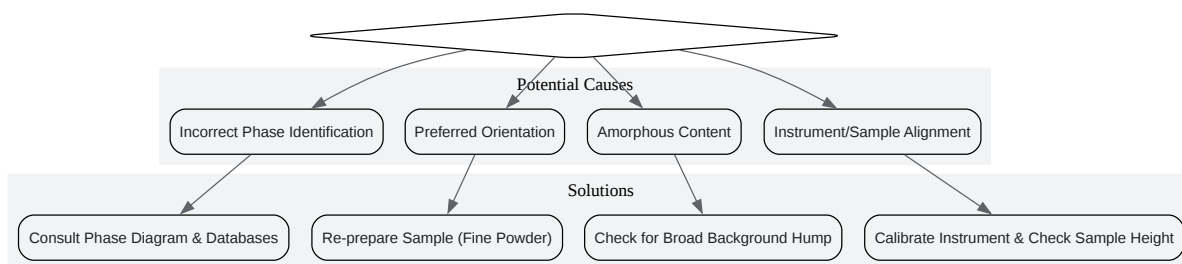 Potential Causes
Incorrect Phase Identification
Preferred Orientation
Amorphous Content
Instrument/Sample Alignment
Solutions
Consult Phase Diagram & Databases
Re-prepare Sample (Fine Powder)
Check for Broad Background Hump
Calibrate Instrument & Check Sample Height